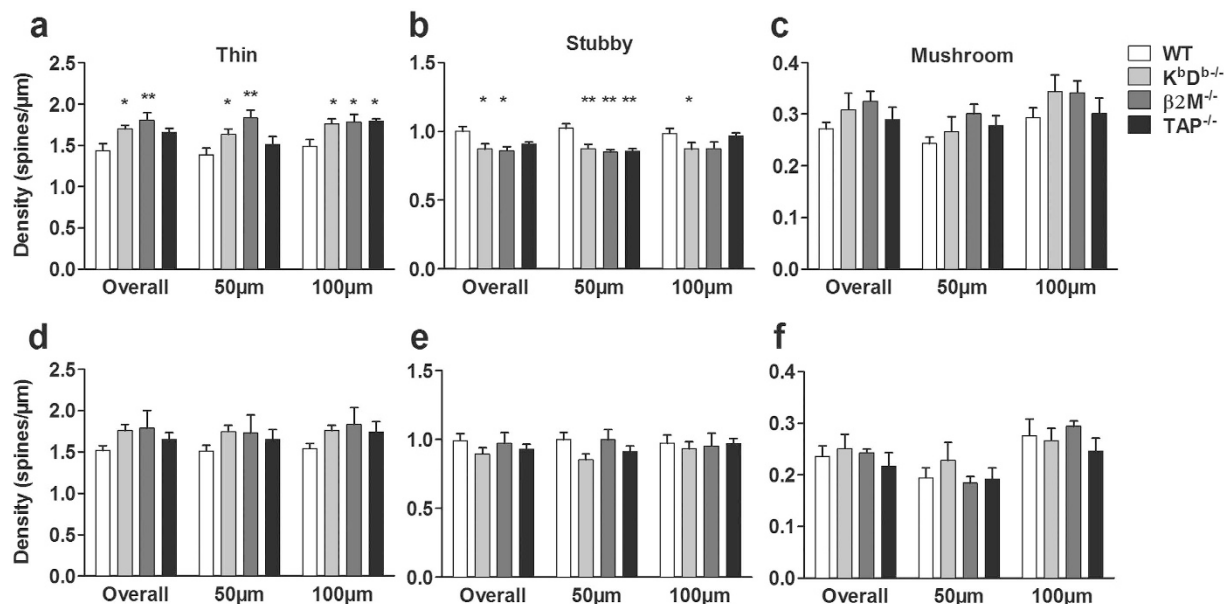 a
Thin
Density (spines/µm)
2.5
2.0
1.5
1.0
0.5
0.0
* ** * ** * * *
Overall 50µm 100µm
b
Stubby
1.5
1.0
0.5
0.0
* * ** ** ** *
Overall 50µm 100µm
c
Mushroom
0.4
0.3
0.2
0.1
0.0
Overall 50µm 100µm
WT
KᵇDᵇ⁻/⁻
β2M⁻/⁻
TAP⁻/⁻
d
Density (spines/µm)
2.5
2.0
1.5
1.0
0.5
0.0
Overall 50µm 100µm
e
1.5
1.0
0.5
0.0
Overall 50µm 100µm
f
0.4
0.3
0.2
0.1
0.0
Overall 50µm 100µm